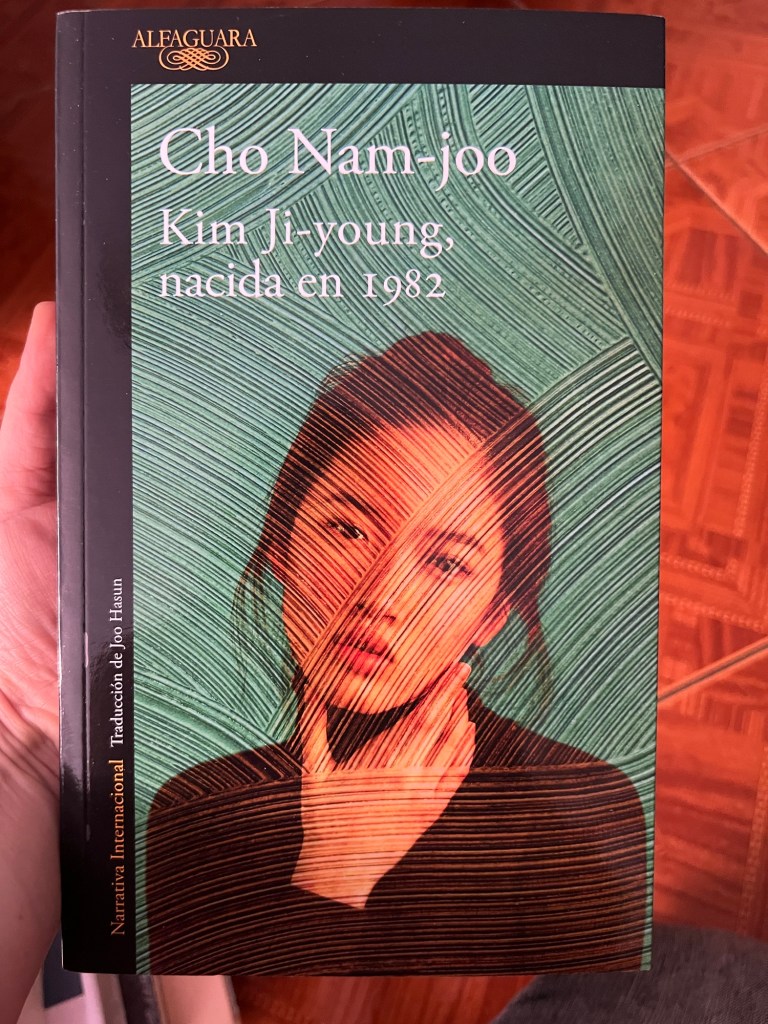 ALFAGUARA
Cho Nam-joo
Kim Ji-young,
nacida en 1982
Narrativa Internacional Traducción de Joo Hasun